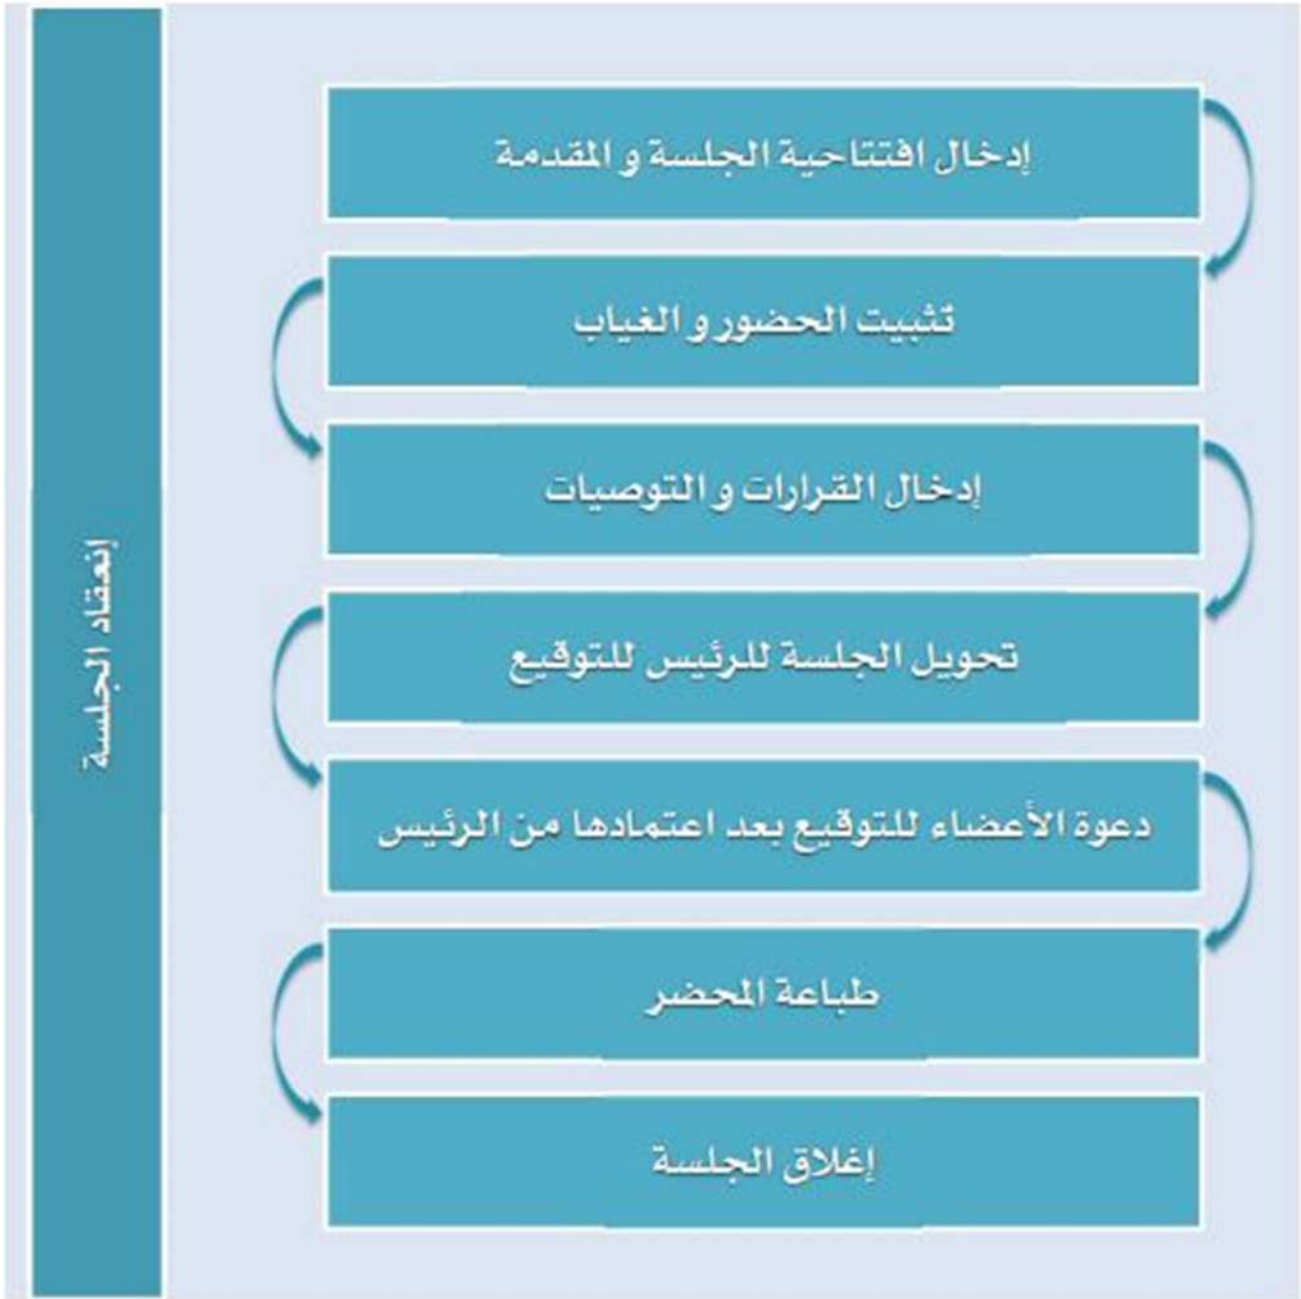 إنعقاد الجلسة
إدخال افتتاحية الجلسة و المقدمة
تثبيت الحضور و الغياب
إدخال القرارات و التوصيات
تحويل الجلسة للرئيس للتوقيع
دعوة الأعضاء للتوقيع بعد اعتمادها من الرئيس
طباعة المحضر
إغلاق الجلسة